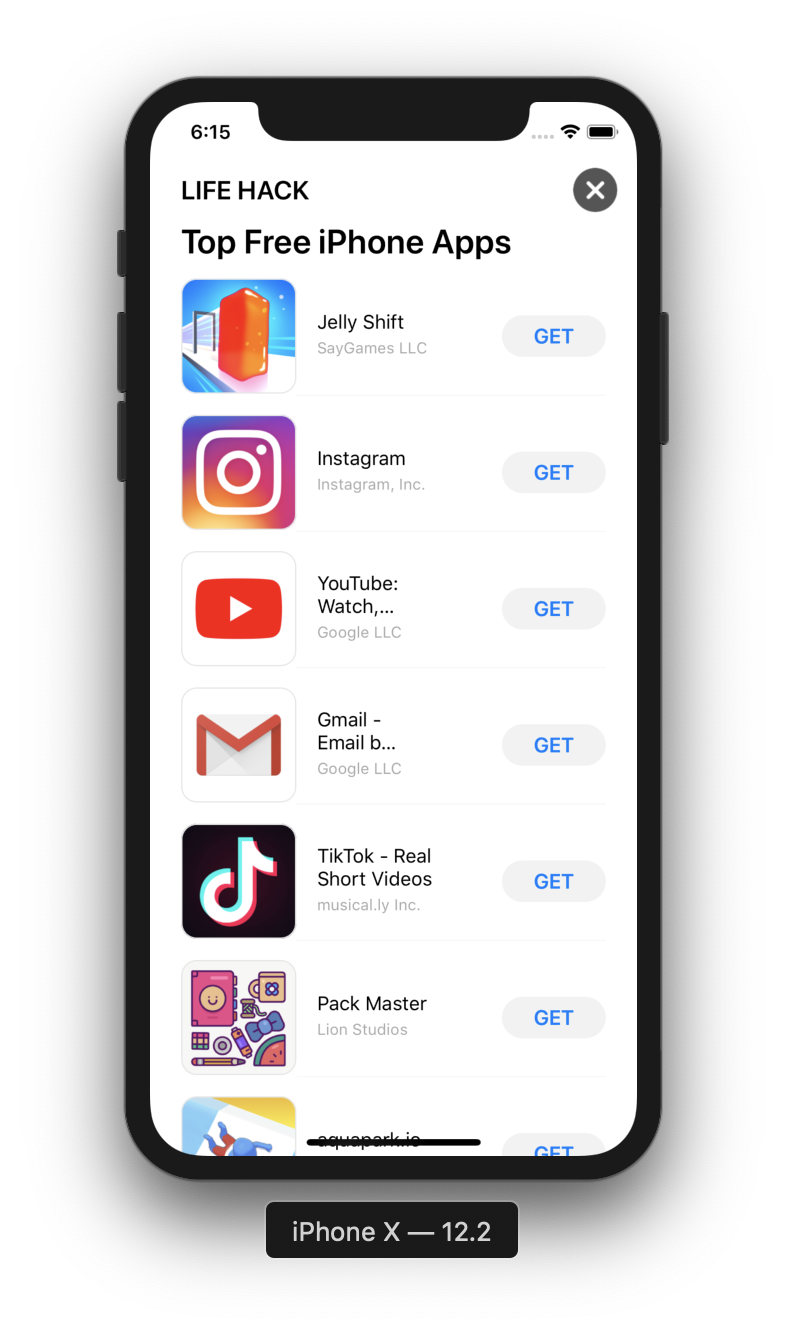 6:15
LIFE HACK
Top Free iPhone Apps
Jelly Shift
SayGames LLC
GET
Instagram
Instagram, Inc.
GET
YouTube:
Watch,...
Google LLC
GET
Gmail -
Email b...
Google LLC
GET
TikTok - Real
Short Videos
musical.ly Inc.
GET
Pack Master
Lion Studios
GET
aquapark.io
GET
iPhone X — 12.2